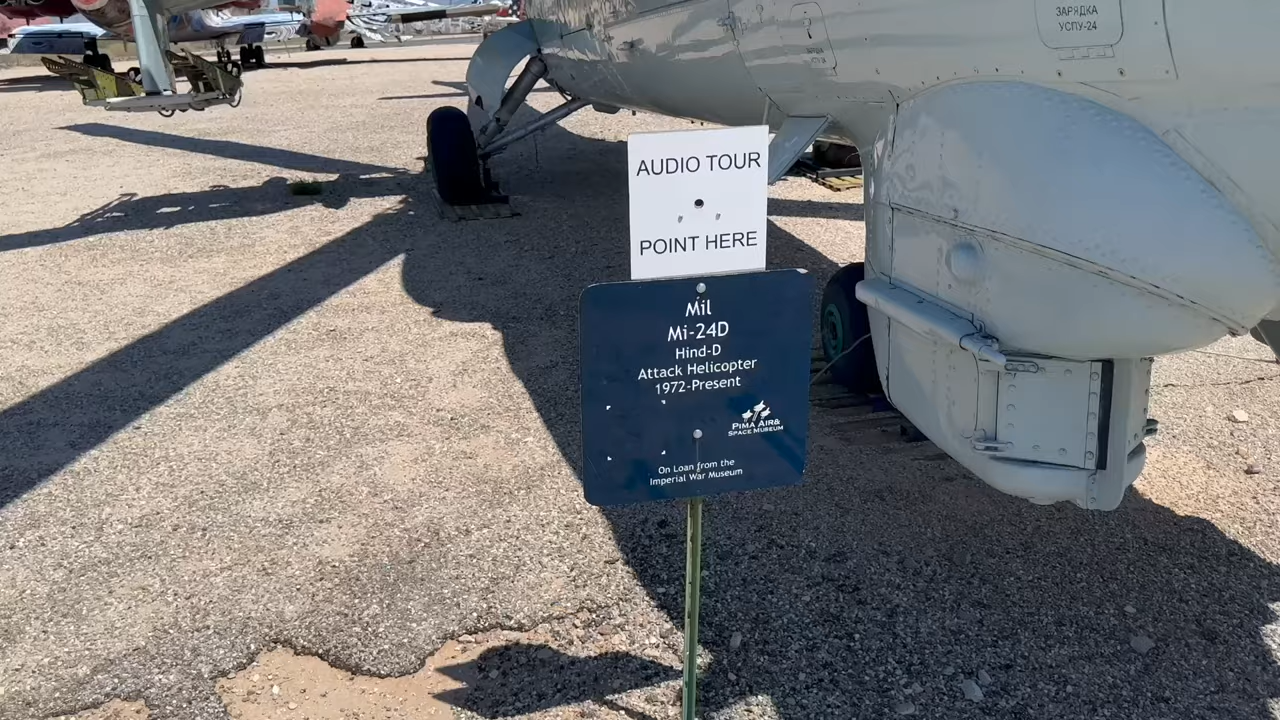 ЗАРЯДКА
УСПУ-24
AUDIO TOUR
POINT HERE
Mil
Mi-24D
Hind-D
Attack Helicopter
1972-Present
PIMA AIR&
SPACE MUSEUM
On Loan from the
Imperial War Museum